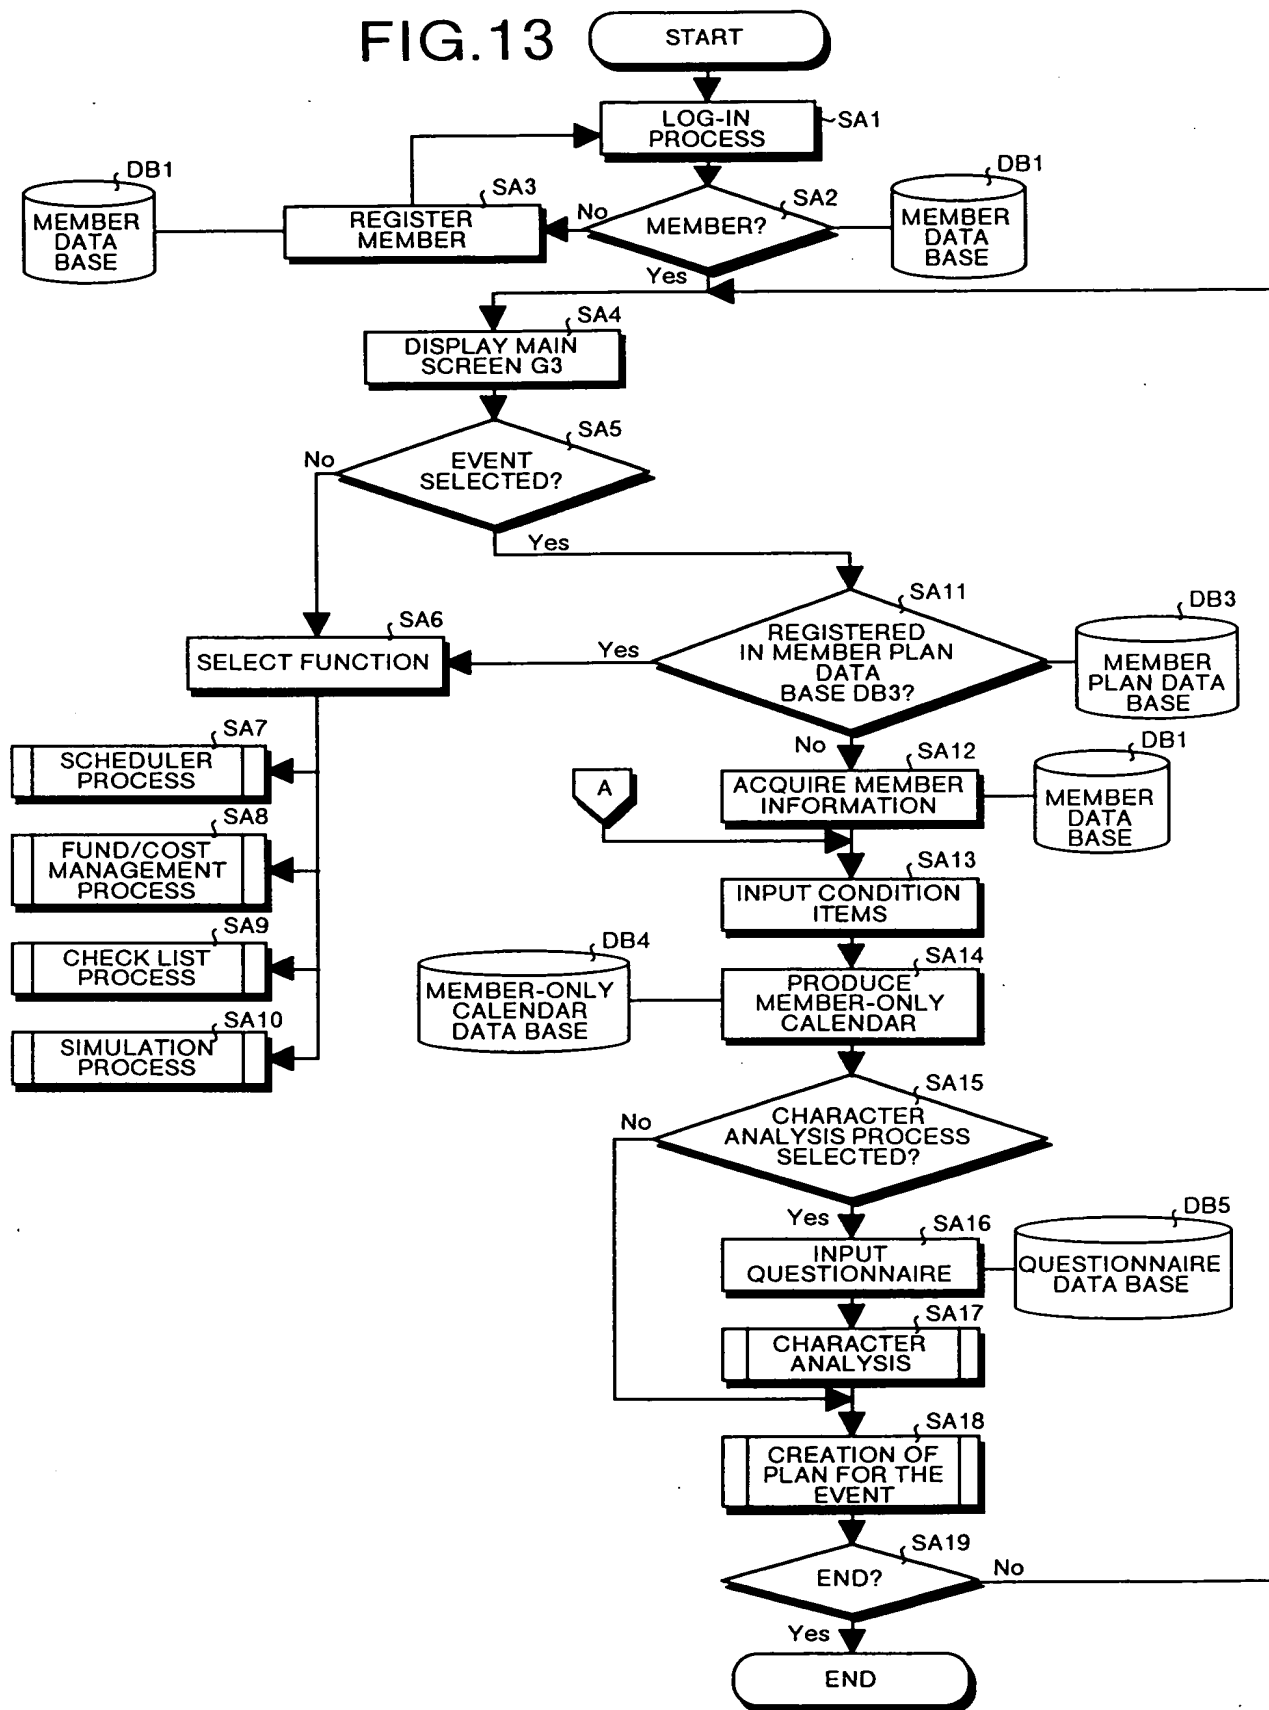 FIG.13
START
LOG-IN
PROCESS
SA1
DB1
MEMBER
DATA
BASE
SA3
REGISTER
MEMBER
No
SA2
MEMBER?
DB1
MEMBER
DATA
BASE
Yes
SA4
DISPLAY MAIN
SCREEN G3
SA5
EVENT
SELECTED?
No
Yes
SA6
SELECT FUNCTION
Yes
SA11
REGISTERED
IN MEMBER PLAN
DATA
BASE DB3?
DB3
MEMBER
PLAN DATA
BASE
No
SA7
SCHEDULER
PROCESS
SA8
FUND/COST
MANAGEMENT
PROCESS
SA9
CHECK LIST
PROCESS
SA10
SIMULATION
PROCESS
A
SA12
ACQUIRE MEMBER
INFORMATION
DB1
MEMBER
DATA
BASE
SA13
INPUT CONDITION
ITEMS
DB4
MEMBER-ONLY
CALENDAR
DATA BASE
SA14
PRODUCE
MEMBER-ONLY
CALENDAR
SA15
CHARACTER
ANALYSIS PROCESS
SELECTED?
No
Yes
SA16
INPUT
QUESTIONNAIRE
DB5
QUESTIONNAIRE
DATA BASE
SA17
CHARACTER
ANALYSIS
SA18
CREATION OF
PLAN FOR THE
EVENT
SA19
END?
No
Yes
END